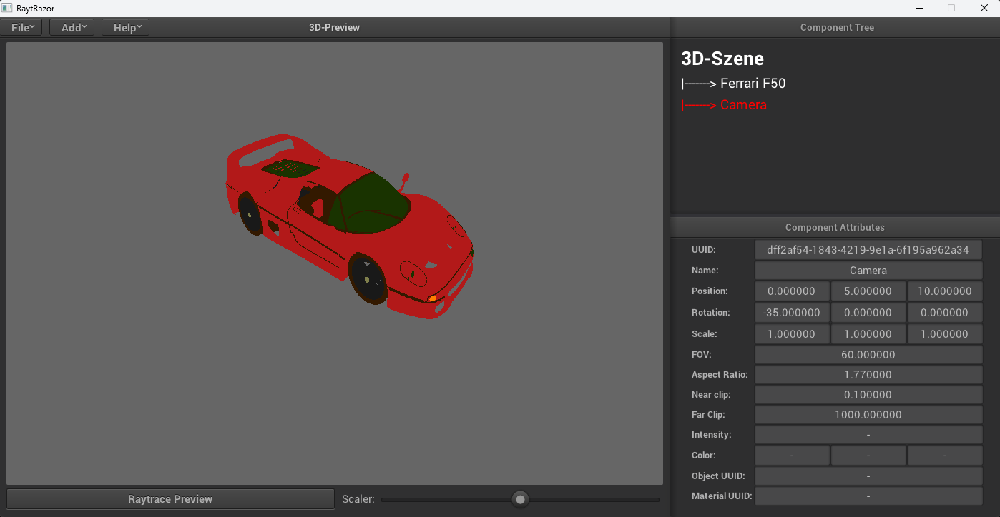 RaytRazor
File Add Help 3D-Preview Component Tree
3D-Szene
|-------> Ferrari F50
|-------> Camera
Component Attributes
UUID: dff2af54-1843-4219-9e1a-6f195a962a34
Name: Camera
Position: 0.000000 5.000000 10.000000
Rotation: -35.000000 0.000000 0.000000
Scale: 1.000000 1.000000 1.000000
FOV: 60.000000
Aspect Ratio: 1.770000
Near clip: 0.100000
Far Clip: 1000.000000
Intensity: -
Color: - - -
Object UUID: -
Material UUID: -
Raytrace Preview Scaler: